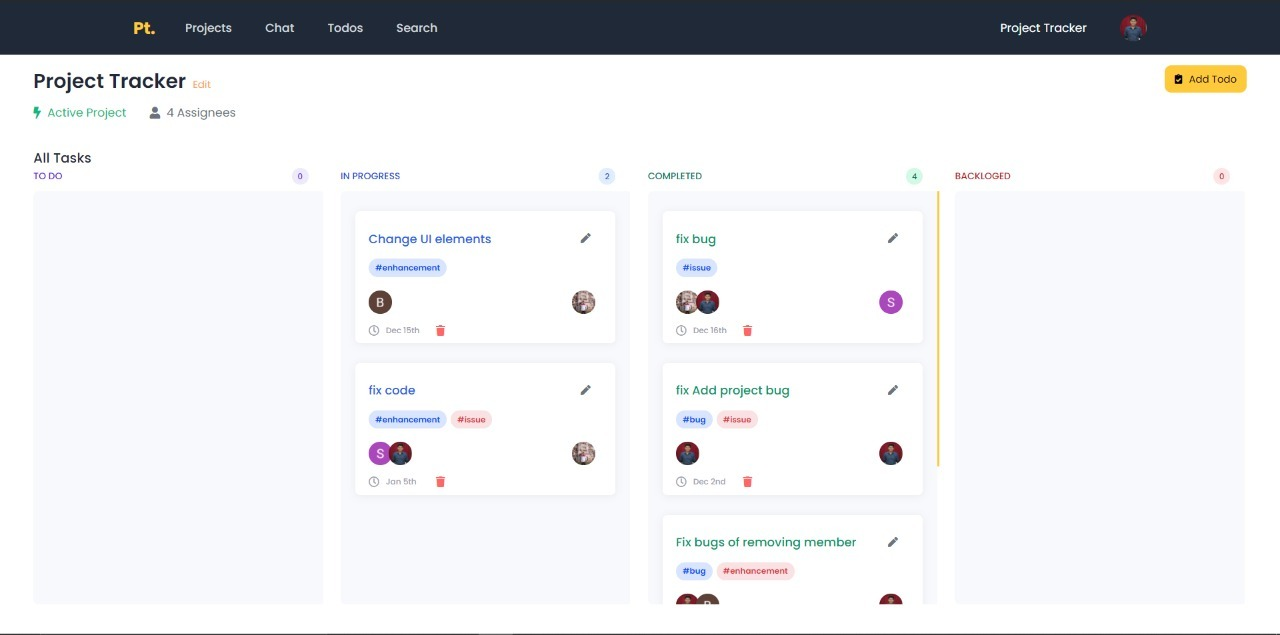 Pt. Projects Chat Todos Search Project Tracker
Project Tracker Edit
Add Todo
Active Project 4 Assignees
All Tasks
TO DO 0
IN PROGRESS 2
Change UI elements
#enhancement
B
Dec 15th
fix code
#enhancement #issue
S
Jan 5th
COMPLETED 4
fix bug
#issue
S
Dec 16th
fix Add project bug
#bug #issue
Dec 2nd
Fix bugs of removing member
#bug #enhancement
B
BACKLOGED 0